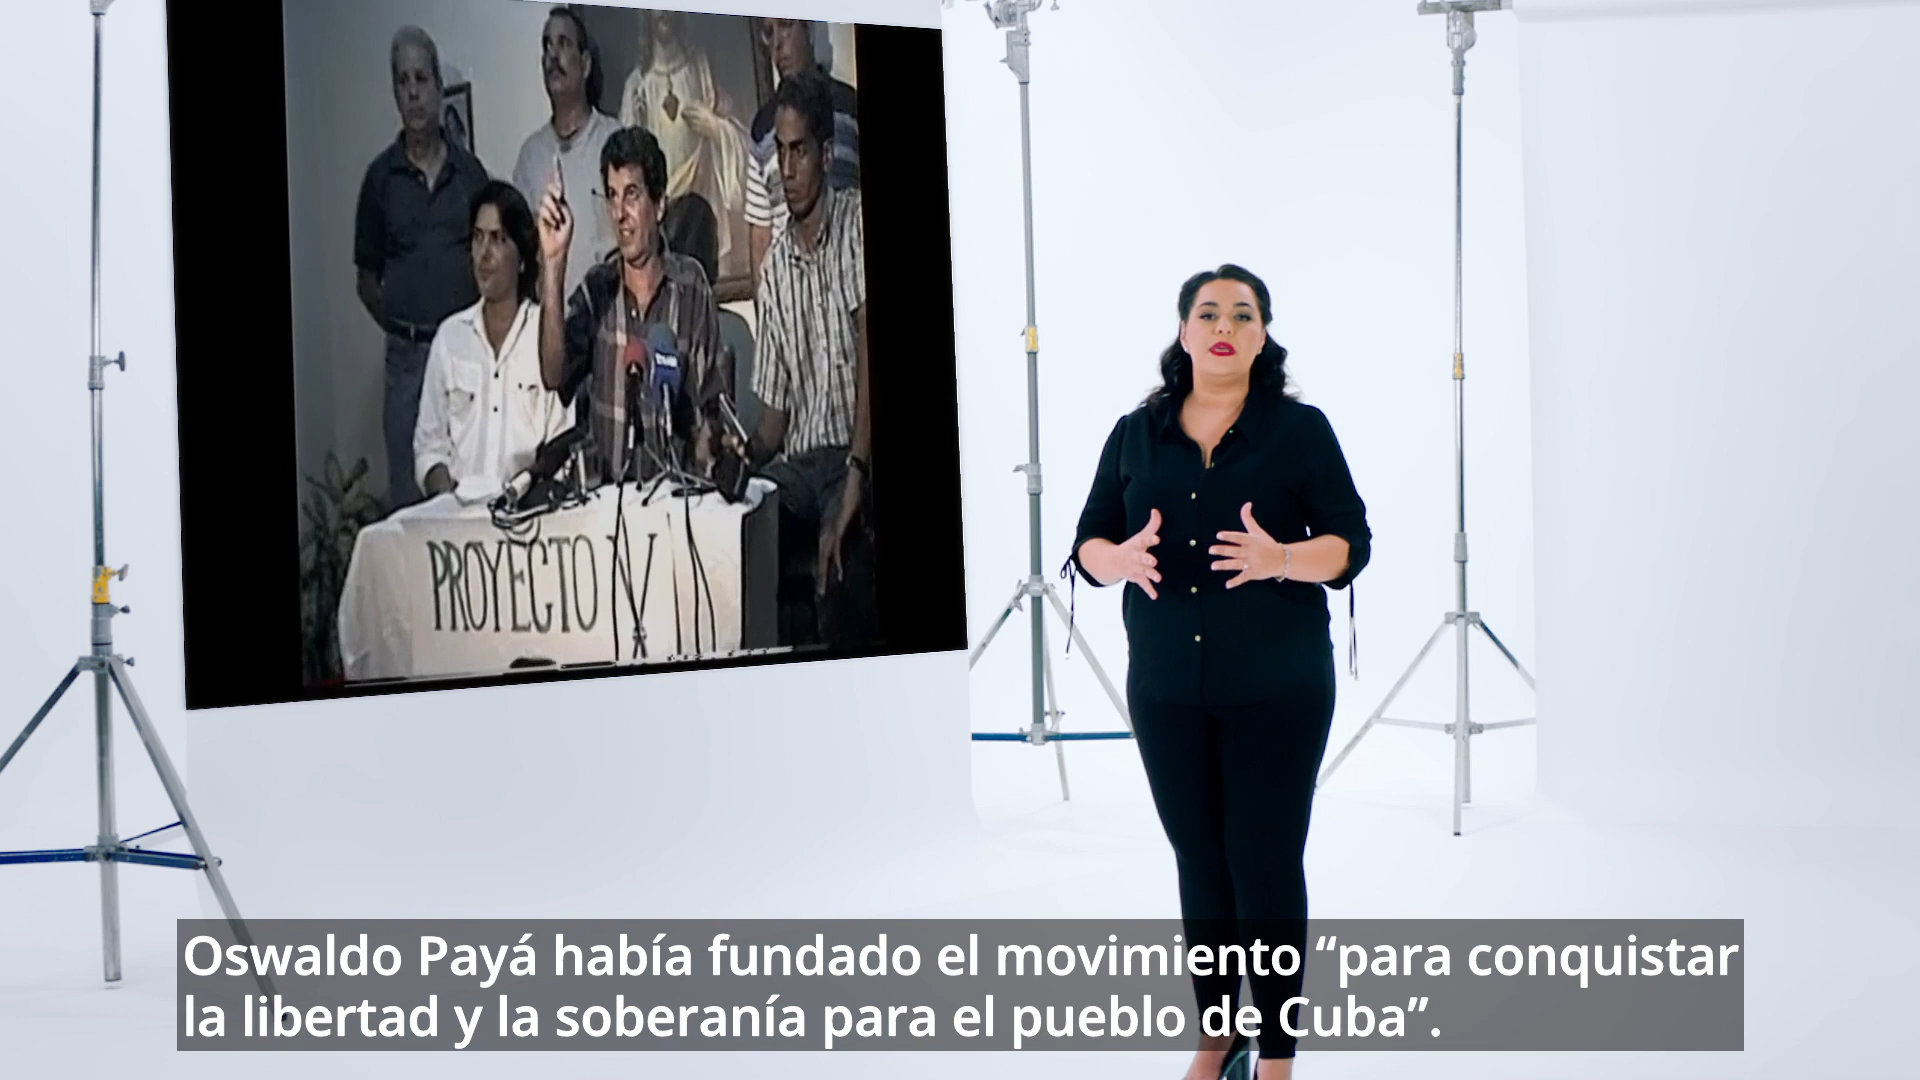 PROYECTO V
Oswaldo Payá había fundado el movimiento “para conquistar
la libertad y la soberanía para el pueblo de Cuba”.